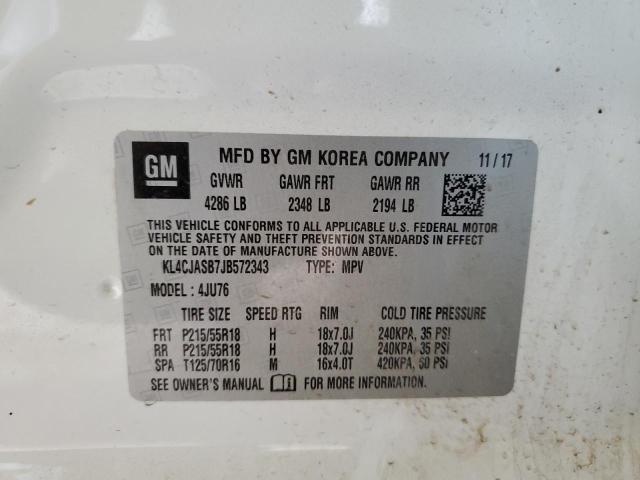 GM MFD BY GM KOREA COMPANY 11/17
GVWR GAWR FRT GAWR RR
4286 LB 2348 LB 2194 LB
THIS VEHICLE CONFORMS TO ALL APPLICABLE U.S. FEDERAL MOTOR
VEHICLE SAFETY AND THEFT PREVENTION STANDARDS IN EFFECT
ON THE DATE OF MANUFACTURE SHOWN ABOVE.
KL4CJASB7JB572343 TYPE: MPV
MODEL: 4JU76
TIRE SIZE SPEED RTG RIM COLD TIRE PRESSURE
FRT P215/55R18 H 18x7.0J 240KPA, 35 PSI
RR P215/55R18 H 18x7.0J 240KPA, 35 PSI
SPA T125/70R16 M 16x4.0T 420KPA, 60 PSI
SEE OWNER'S MANUAL FOR MORE INFORMATION.